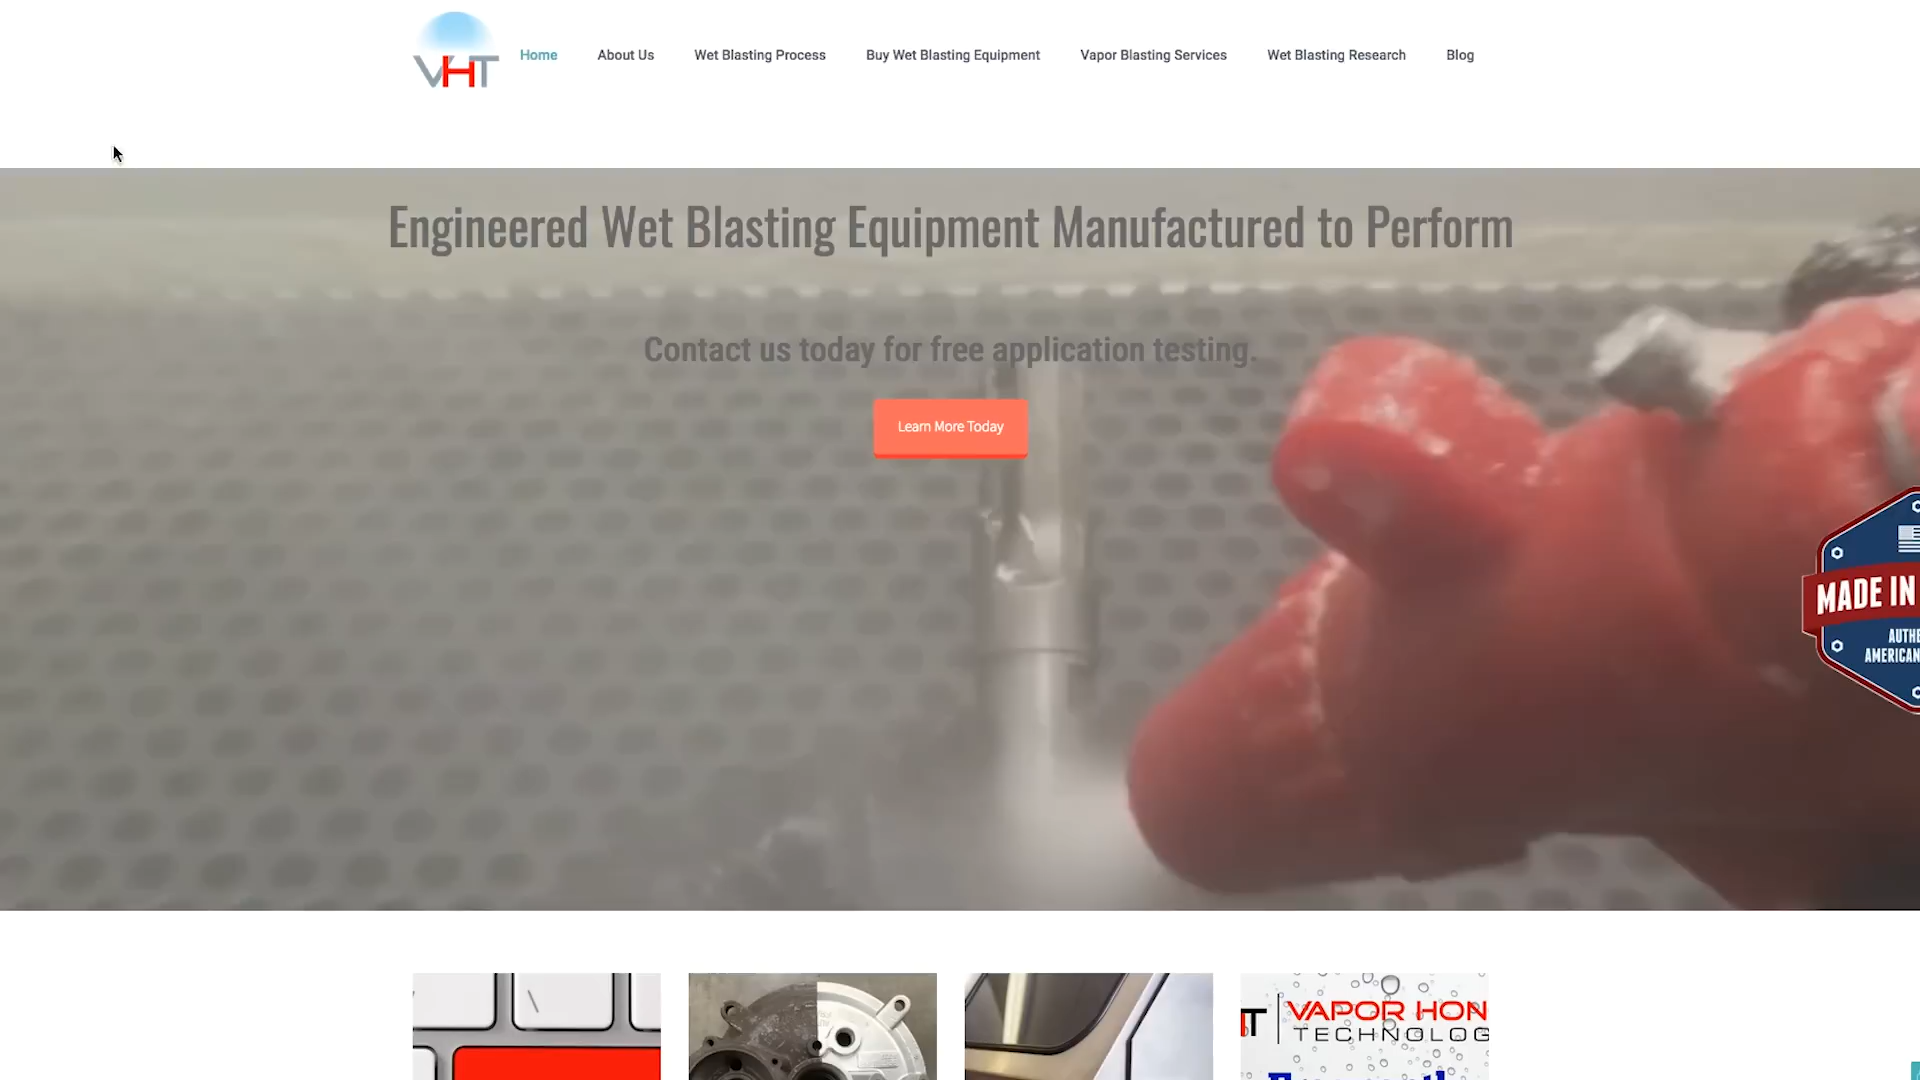 VHT
Home
About Us
Wet Blasting Process
Buy Wet Blasting Equipment
Vapor Blasting Services
Wet Blasting Research
Blog
Engineered Wet Blasting Equipment Manufactured to Perform
Contact us today for free application testing.
Learn More Today
MADE IN
AUTHE
AMERICAN
T VAPOR HON
TECHNOLOG